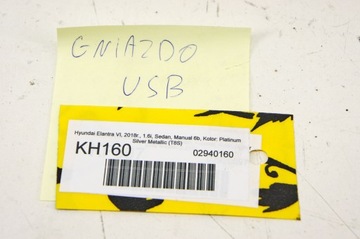 GNIAZDO
USB
Hyundai Elantra VI, 2018r., 1.6i, Sedan, Manual 6b, Kolor: Platinum
Silver Metallic (T8S)
KH160
02940160